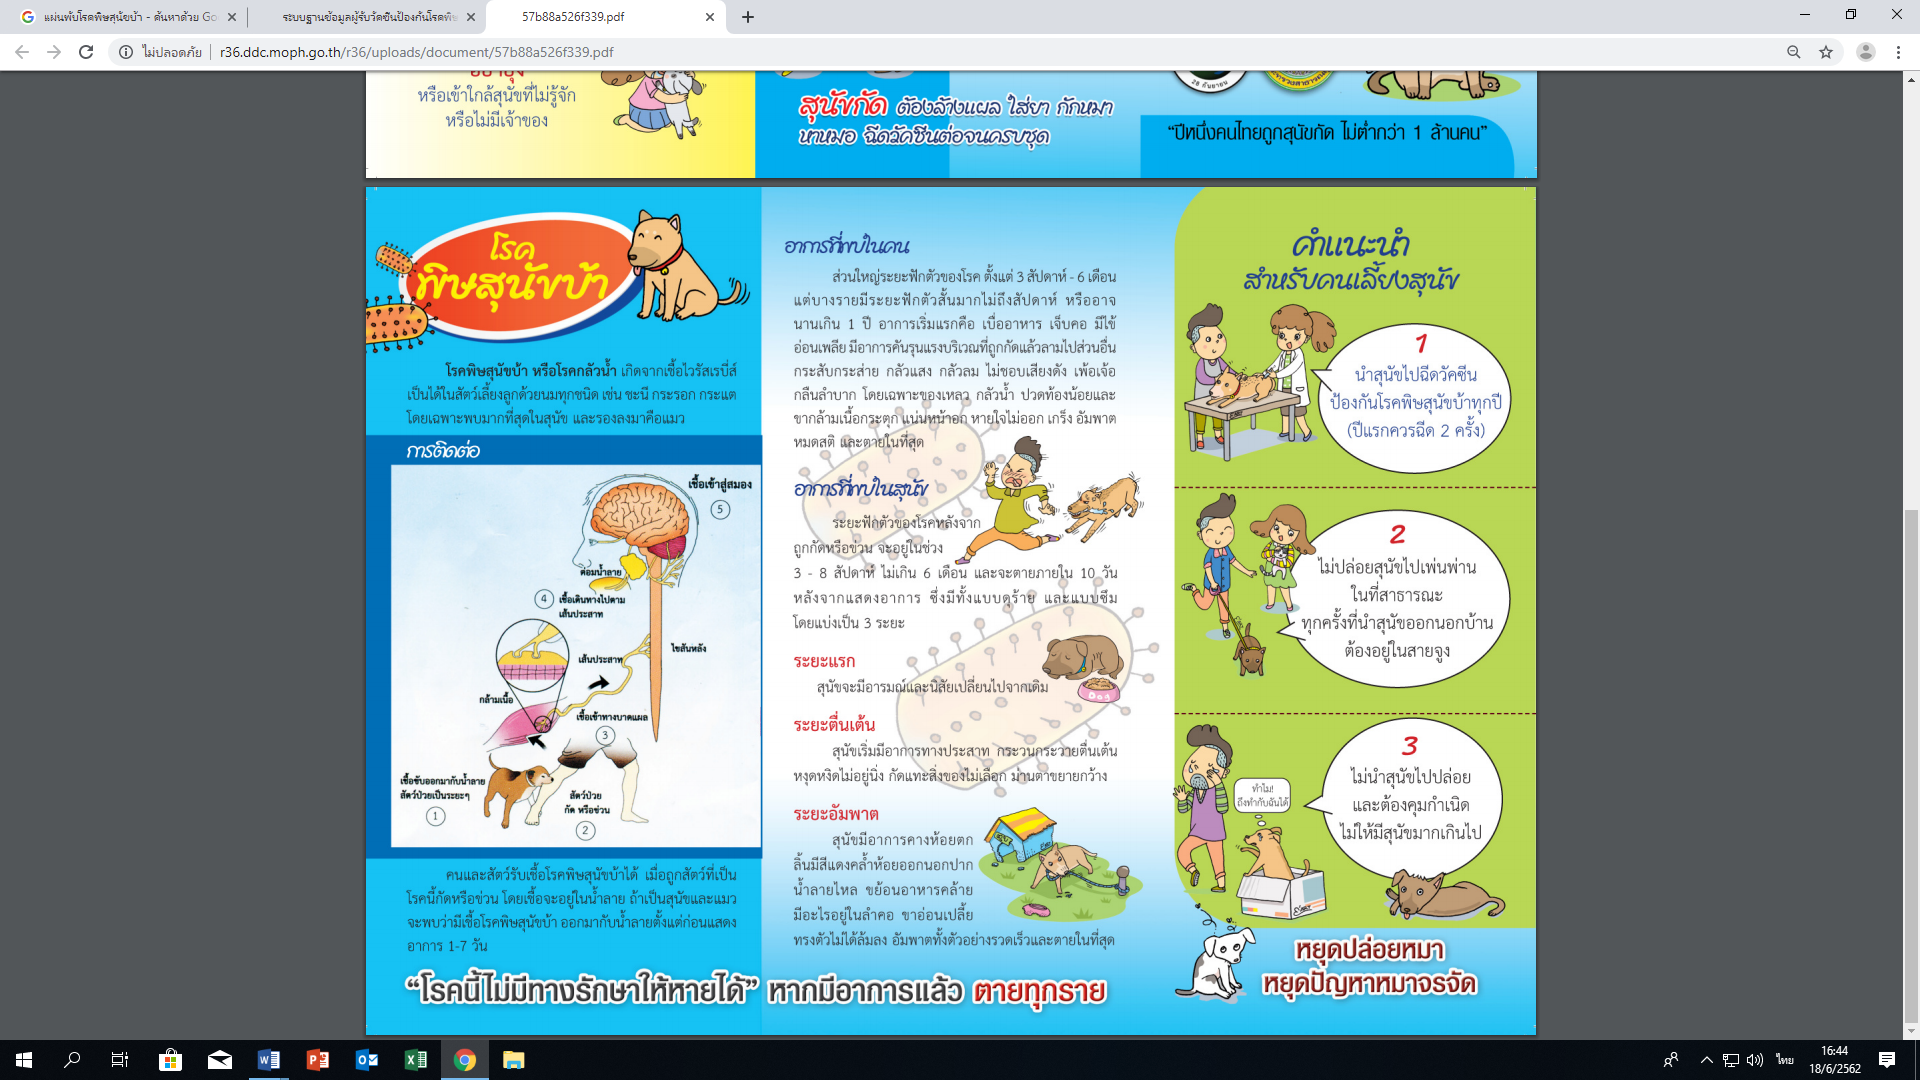 แผ่นพับโรคพิษสุนัขบ้า - ค้นหาด้วย Go
ระบบฐานข้อมูลผู้รับวัคซีนป้องกันโรคพิษ
57b88a526f339.pdf
ไม่ปลอดภัย
r36.ddc.moph.go.th/r36/uploads/document/57b88a526f339.pdf
หรือเข้าใกล้สุนัขที่ไม่รู้จัก
หรือไม่มีเจ้าของ
สุนัขกัด ต้องล้างแผล ใส่ยา กักหมา
หาหมอ ฉีดวัคซีนต่อจนครบชุด
28 กันยายน
“ปีหนึ่งคนไทยถูกสุนัขกัด ไม่ต่ำกว่า 1 ล้านคน”
โรค
พิษสุนัขบ้า
โรคพิษสุนัขบ้า หรือโรคกลัวน้ำ เกิดจากเชื้อไวรัสเรบี่ส์
เป็นได้ในสัตว์เลี้ยงลูกด้วยนมทุกชนิด เช่น ชะนี กระรอก กระแต
โดยเฉพาะพบมากที่สุดในสุนัข และรองลงมาคือแมว
การติดต่อ
เชื้อเข้าสู่สมอง
5
ต่อมน้ำลาย
4
เชื้อเดินทางไปตาม
เส้นประสาท
ไขสันหลัง
เส้นประสาท
กล้ามเนื้อ
เชื้อเข้าทางบาดแผล
3
เชื้อขับออกมากับน้ำลาย
สัตว์ป่วยเป็นระยะๆ
1
สัตว์ป่วย
กัด หรือข่วน
2
คนและสัตว์รับเชื้อโรคพิษสุนัขบ้าได้ เมื่อถูกสัตว์ที่เป็น
โรคนี้กัดหรือข่วน โดยเชื้อจะอยู่ในน้ำลาย ถ้าเป็นสุนัขและแมว
จะพบว่ามีเชื้อโรคพิษสุนัขบ้า ออกมากับน้ำลายตั้งแต่ก่อนแสดง
อาการ 1-7 วัน
อาการที่พบในคน
ส่วนใหญ่ระยะฟักตัวของโรค ตั้งแต่ 3 สัปดาห์ - 6 เดือน
แต่บางรายมีระยะฟักตัวสั้นมากไม่ถึงสัปดาห์ หรืออาจ
นานเกิน 1 ปี อาการเริ่มแรกคือ เบื่ออาหาร เจ็บคอ มีไข้
อ่อนเพลีย มีอาการคันรุนแรงบริเวณที่ถูกกัดแล้วลามไปส่วนอื่น
กระสับกระส่าย กลัวแสง กลัวลม ไม่ชอบเสียงดัง เพ้อเจ้อ
กลืนลำบาก โดยเฉพาะของเหลว กลัวน้ำ ปวดท้องน้อยและ
ขากล้ามเนื้อกระตุก แน่นหน้าอก หายใจไม่ออก เกร็ง อัมพาต
หมดสติ และตายในที่สุด
อาการที่พบในสุนัข
ระยะฟักตัวของโรคหลังจาก
ถูกกัดหรือข่วน จะอยู่ในช่วง
3 - 8 สัปดาห์ ไม่เกิน 6 เดือน และจะตายภายใน 10 วัน
หลังจากแสดงอาการ ซึ่งมีทั้งแบบดุร้าย และแบบซึม
โดยแบ่งเป็น 3 ระยะ
ระยะแรก
สุนัขจะมีอารมณ์และนิสัยเปลี่ยนไปจากเดิม
DOG
ระยะตื่นเต้น
สุนัขเริ่มมีอาการทางประสาท กระวนกระวายตื่นเต้น
หงุดหงิดไม่อยู่นิ่ง กัดแทะสิ่งของไม่เลือก ม่านตาขยายกว้าง
ระยะอัมพาต
สุนัขมีอาการคางห้อยตก
ลิ้นมีสีแดงคล้ำห้อยออกนอกปาก
น้ำลายไหล ขย้อนอาหารคล้าย
มีอะไรอยู่ในลำคอ ขาอ่อนเปลี้ย
ทรงตัวไม่ได้ล้มลง อัมพาตทั้งตัวอย่างรวดเร็วและตายในที่สุด
“โรคนี้ไม่มีทางรักษาให้หายได้” หากมีอาการแล้ว ตายทุกราย
คำแนะนำ
สำหรับคนเลี้ยงสุนัข
1
นำสุนัขไปฉีดวัคซีน
ป้องกันโรคพิษสุนัขบ้าทุกปี
(ปีแรกควรฉีด 2 ครั้ง)
2
ไม่ปล่อยสุนัขไปเพ่นพ่าน
ในที่สาธารณะ
ทุกครั้งที่นำสุนัขออกนอกบ้าน
ต้องอยู่ในสายจูง
3
ไม่นำสุนัขไปปล่อย
และต้องคุมกำเนิด
ไม่ให้มีสุนัขมากเกินไป
ทำไม!
ถึงทำกับฉันได้
หยุดปล่อยหมา
หยุดปัญหาหมาจรจัด
ไทย
16:44
18/6/2562